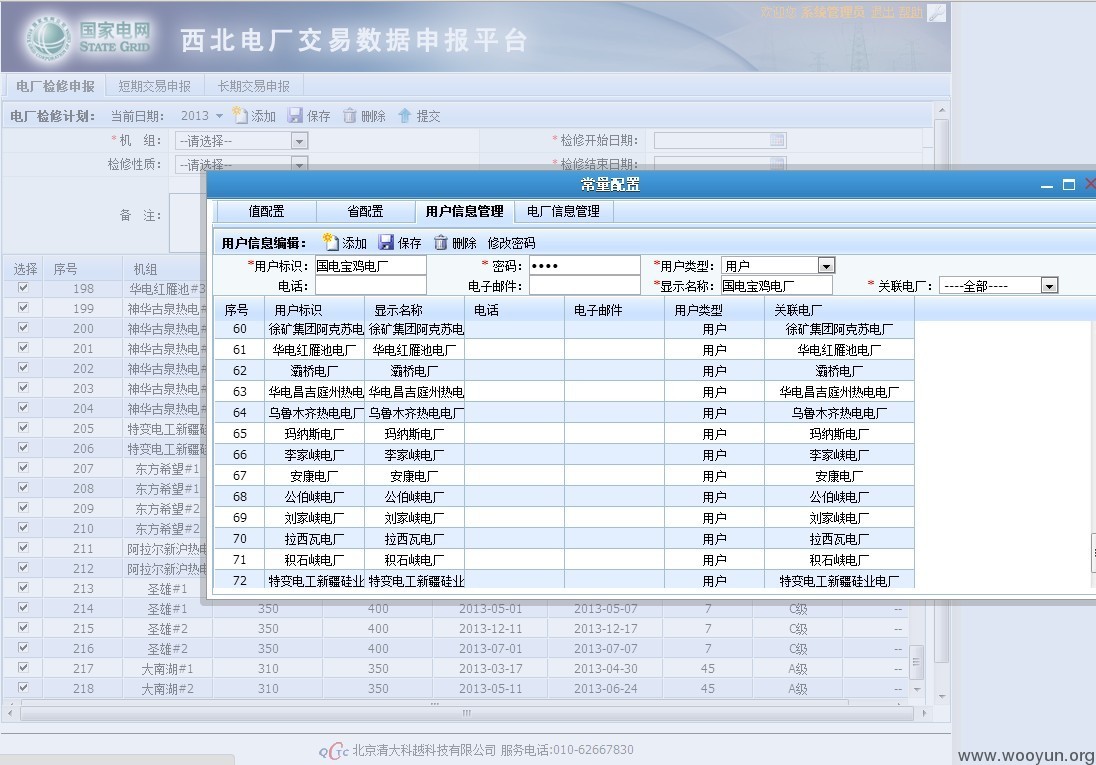 欢迎您 系统管理员 退出 帮助
国家电网
STATE GRID
西北电厂交易数据申报平台
电厂检修申报 短期交易申报 长期交易申报
电厂检修计划： 当前日期： 2013 添加 保存 删除 提交
*机 组： --请选择-- *检修开始日期：
检修性质： --请选择-- *检修结束日期：
备 注：
常量配置
值配置 省配置 用户信息管理 电厂信息管理
用户信息编辑： 添加 保存 删除 修改密码
*用户标识： 国电宝鸡电厂 *密码： •••• *用户类型： 用户
电话： 电子邮件： *显示名称： 国电宝鸡电厂 *关联电厂： ----全部----
序号 用户标识 显示名称 电话 电子邮件 用户类型 关联电厂
60 徐矿集团阿克苏电 徐矿集团阿克苏电 用户 徐矿集团阿克苏电厂
61 华电红雁池电厂 华电红雁池电厂 用户 华电红雁池电厂
62 灞桥电厂 灞桥电厂 用户 灞桥电厂
63 华电昌吉庭州热电 华电昌吉庭州热电 用户 华电昌吉庭州热电电厂
64 乌鲁木齐热电电厂 乌鲁木齐热电电厂 用户 乌鲁木齐热电电厂
65 玛纳斯电厂 玛纳斯电厂 用户 玛纳斯电厂
66 李家峡电厂 李家峡电厂 用户 李家峡电厂
67 安康电厂 安康电厂 用户 安康电厂
68 公伯峡电厂 公伯峡电厂 用户 公伯峡电厂
69 刘家峡电厂 刘家峡电厂 用户 刘家峡电厂
70 拉西瓦电厂 拉西瓦电厂 用户 拉西瓦电厂
71 积石峡电厂 积石峡电厂 用户 积石峡电厂
72 特变电工新疆硅业 特变电工新疆硅业 用户 特变电工新疆硅业电厂
选择 序号 机组
198 华电红雁池#3
199 神华古泉热电#
200 神华古泉热电#
201 神华古泉热电#
202 神华古泉热电#
203 神华古泉热电#
204 神华古泉热电#
205 特变电工新疆硅
206 特变电工新疆硅
207 东方希望#1
208 东方希望#1
209 东方希望#2
210 东方希望#2
211 阿拉尔新沪热电
212 阿拉尔新沪热电
213 圣雄#1
214 圣雄#1 350 400 2013-05-01 2013-05-07 7 C级 --
215 圣雄#2 350 400 2013-12-11 2013-12-17 7 C级 --
216 圣雄#2 350 400 2013-07-01 2013-07-07 7 C级 --
217 大南湖#1 310 350 2013-03-17 2013-04-30 45 A级 --
218 大南湖#2 310 350 2013-05-11 2013-06-24 45 A级 --
QCTC 北京清大科越科技有限公司 服务电话:010-62667830
www.wooyun.org